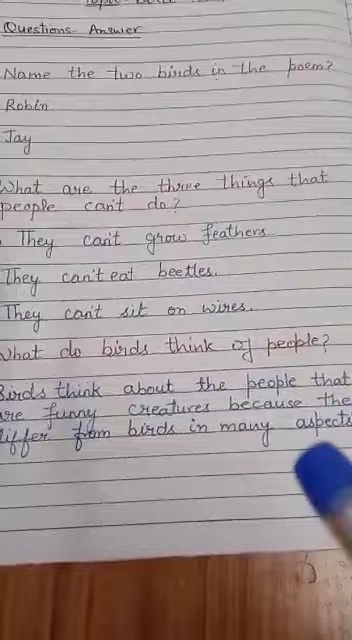 Questions Answer
Name the two birds in the poem?
Robin
Jay
What are the three things that
people can't do?
They can't grow feathers.
They can't eat beetles.
They can't sit on wires.
What do birds think of people?
Birds think about the people that
are funny creatures because the
differ from birds in many aspects